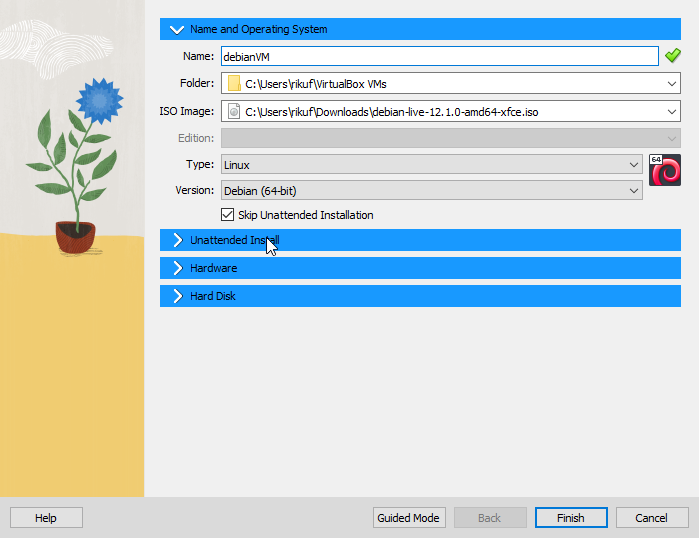 Name and Operating System
Name: debianVM
Folder: C:\Users\rikuf\VirtualBox VMs
ISO Image: C:\Users\rikuf\Downloads\debian-live-12.1.0-amd64-xfce.iso
Edition:
Type: Linux
64
Version: Debian (64-bit)
Skip Unattended Installation
Unattended Install
Hardware
Hard Disk
Help Guided Mode Back Finish Cancel